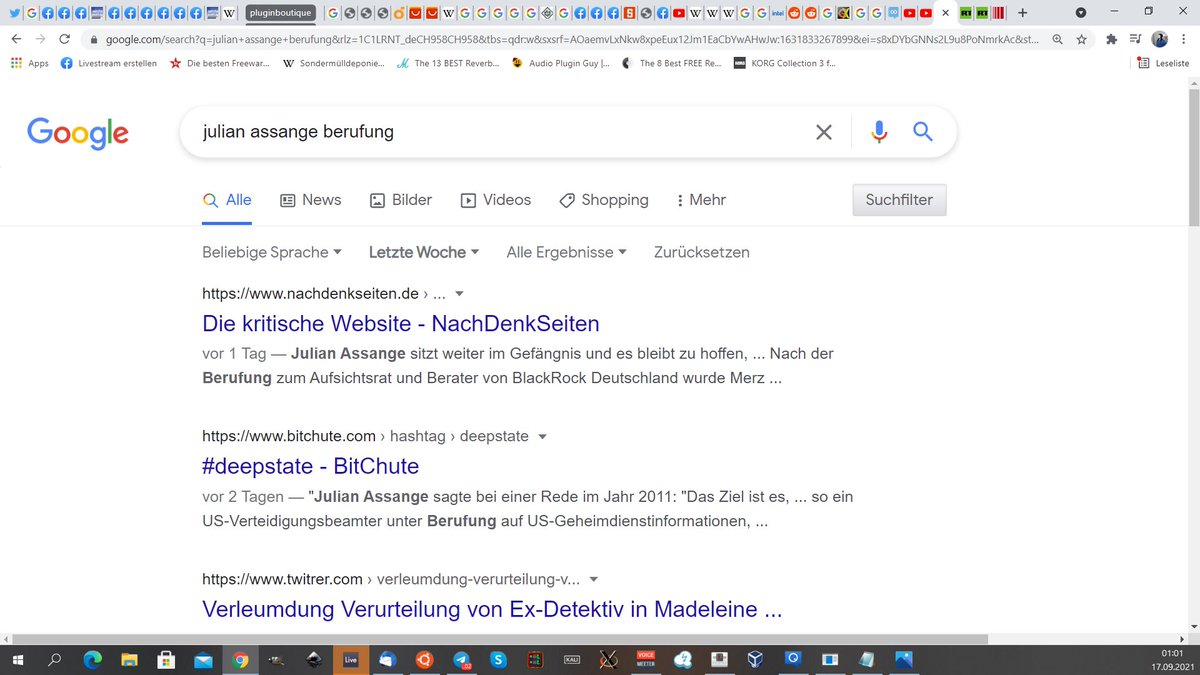 pluginboutique
google.com/search?q=julian+assange+berufung&rlz=1C1LRNT_deCH958CH958&tbs=qdr:w&sxsrf=AOaemvLxNkw8xpeEux12Jm1EaCbYwAHwJw:1631833267899&ei=s8xDYbGNNs2L9u8PoNmrkAc&st...
Apps Livestream erstellen Die besten Freewar... Sondermülldeponie... The 13 BEST Reverb... Audio Plugin Guy |... The 8 Best FREE Re... KORG Collection 3 f... Leseliste
Google
julian assange berufung
Alle News Bilder Videos Shopping Mehr Suchfilter
Beliebige Sprache Letzte Woche Alle Ergebnisse Zurücksetzen
https://www.nachdenkseiten.de › ...
Die kritische Website - NachDenkSeiten
vor 1 Tag — Julian Assange sitzt weiter im Gefängnis und es bleibt zu hoffen, ... Nach der
Berufung zum Aufsichtsrat und Berater von BlackRock Deutschland wurde Merz ...
https://www.bitchute.com › hashtag › deepstate
#deepstate - BitChute
vor 2 Tagen — "Julian Assange sagte bei einer Rede im Jahr 2011: "Das Ziel ist es, ... so ein
US-Verteidigungsbeamter unter Berufung auf US-Geheimdienstinformationen, ...
https://www.twitrer.com › verleumdung-verurteilung-v...
Verleumdung Verurteilung von Ex-Detektiv in Madeleine ...
Live
KALI
VOICE
MEETER
01:01
17.09.2021